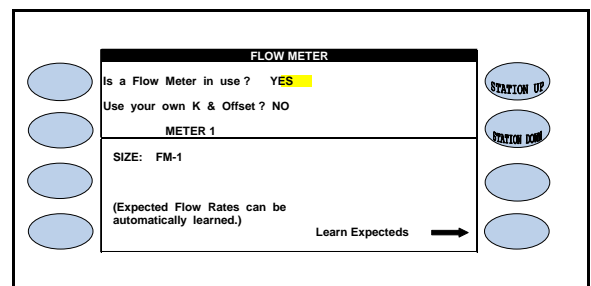 FLOW METER
Is a Flow Meter in use ? YES
Use your own K & Offset ? NO
METER 1
SIZE: FM-1
(Expected Flow Rates can be
automatically learned.)
Learn Expecteds
STATION UP
STATION DOWN